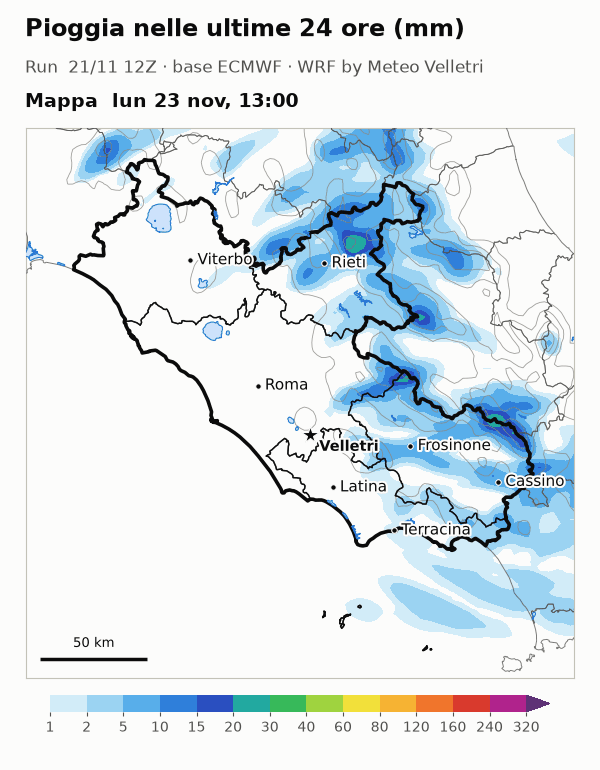 Pioggia nelle ultime 24 ore (mm)
Run  21/11 12Z · base ECMWF · WRF by Meteo Velletri
Mappa  lun 23 nov, 13:00
Viterbo
Rieti
Roma
Velletri
Frosinone
Latina
Cassino
Terracina
50 km
1 2 5 10 15 20 30 40 60 80 120 160 240 320